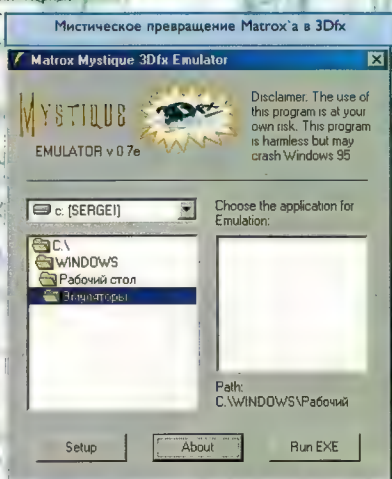 Мистическое превращение Matrox`а в 3Dfx
Matrox Mystique 3Dfx Emulator
MYSTIQUE
EMULATOR v 0.7e
Disclaimer. The use of
this program is at your
own risk. This program
is harmless but may
crash Windows 95
c: [SERGEI]
C:\
WINDOWS
Рабочий стол
Эмуляторы
Choose the application for
Emulation:
Path:
C:\WINDOWS\Рабочий
Setup
About
Run EXE